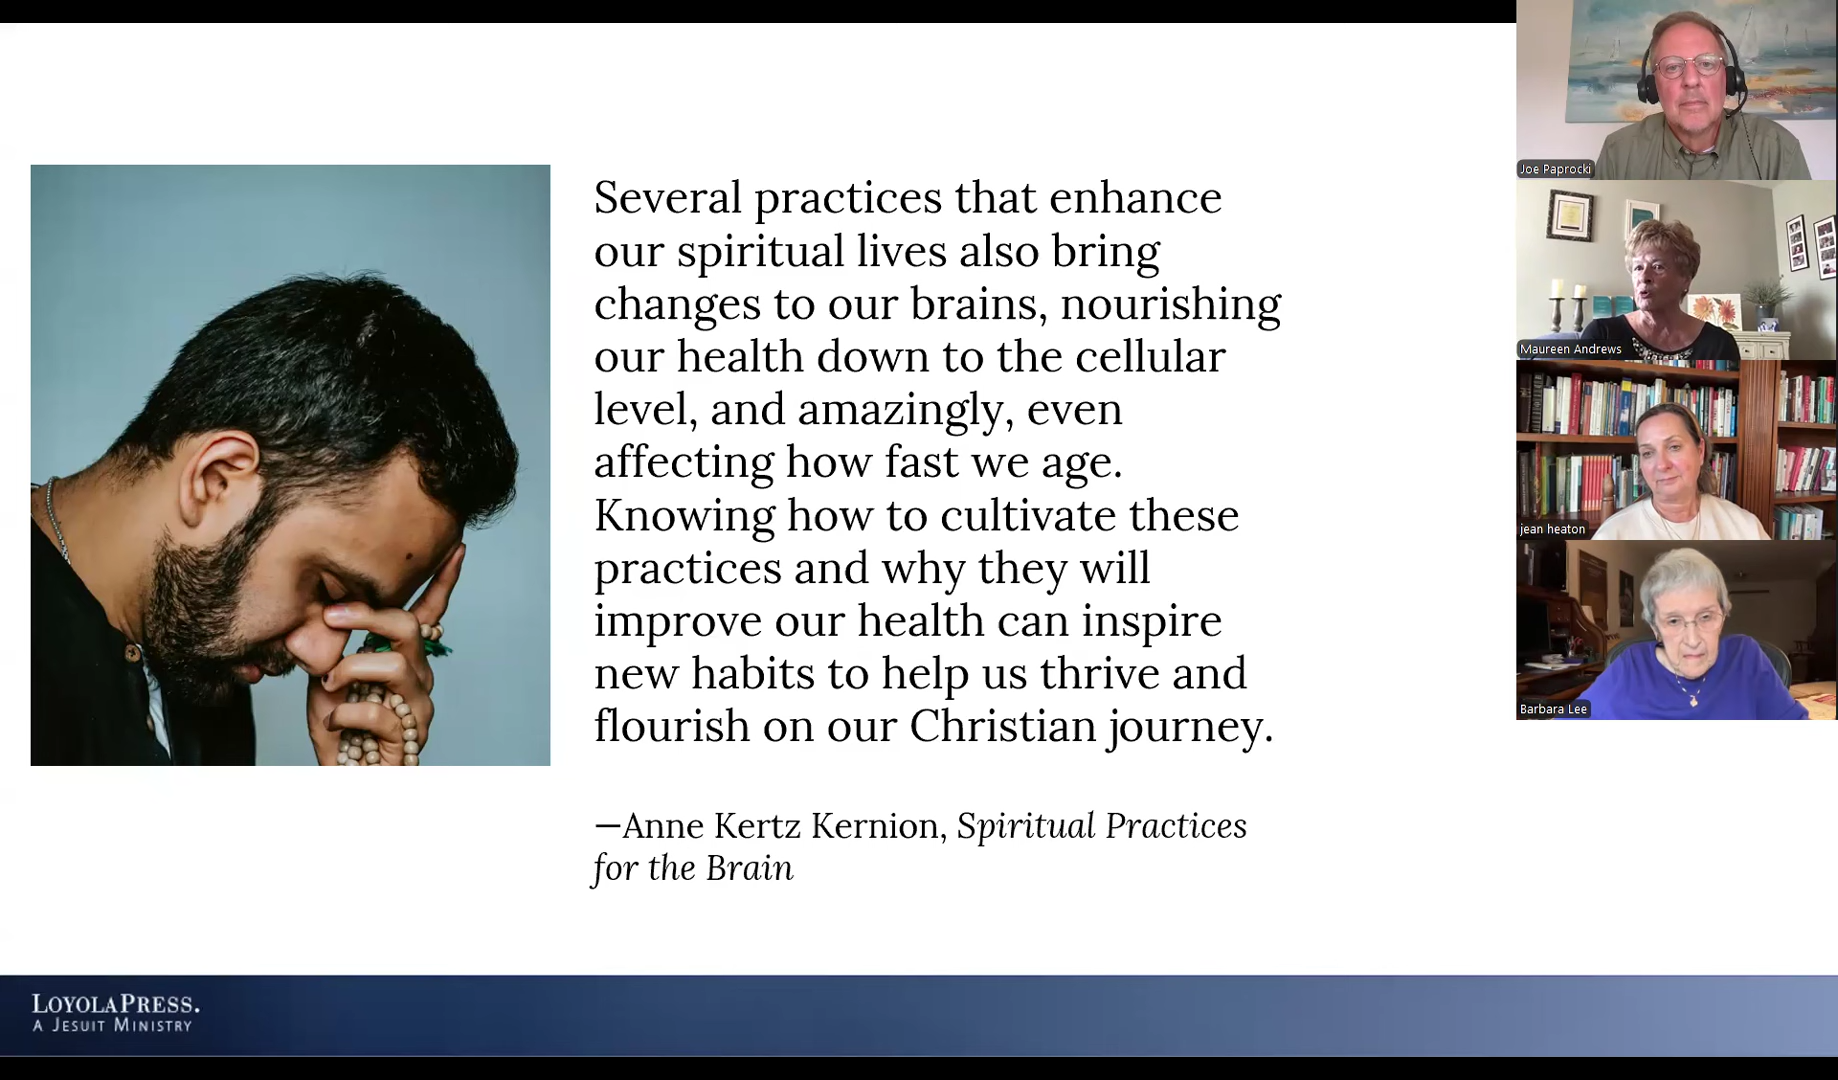 Several practices that enhance
our spiritual lives also bring
changes to our brains, nourishing
our health down to the cellular
level, and amazingly, even
affecting how fast we age.
Knowing how to cultivate these
practices and why they will
improve our health can inspire
new habits to help us thrive and
flourish on our Christian journey.
—Anne Kertz Kernion, Spiritual Practices
for the Brain
LOYOLAPRESS.
A JESUIT MINISTRY
Joe Paprocki
Maureen Andrews
jean heaton
Barbara Lee